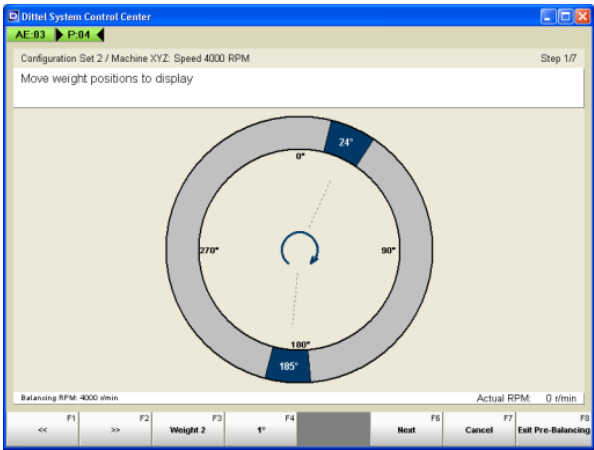 Dittel System Control Center
AE:03 P:04
Configuration Set 2 / Machine XYZ: Speed 4000 RPM Step 1/7
Move weight positions to display
24°
0°
270° 90°
180°
185°
Balancing RPM: 4000 r/min Actual RPM: 0 r/min
F1 F2 F3 F4 F6 F7 F8
<< >> Weight 2 1° Next Cancel Exit Pre-Balancing